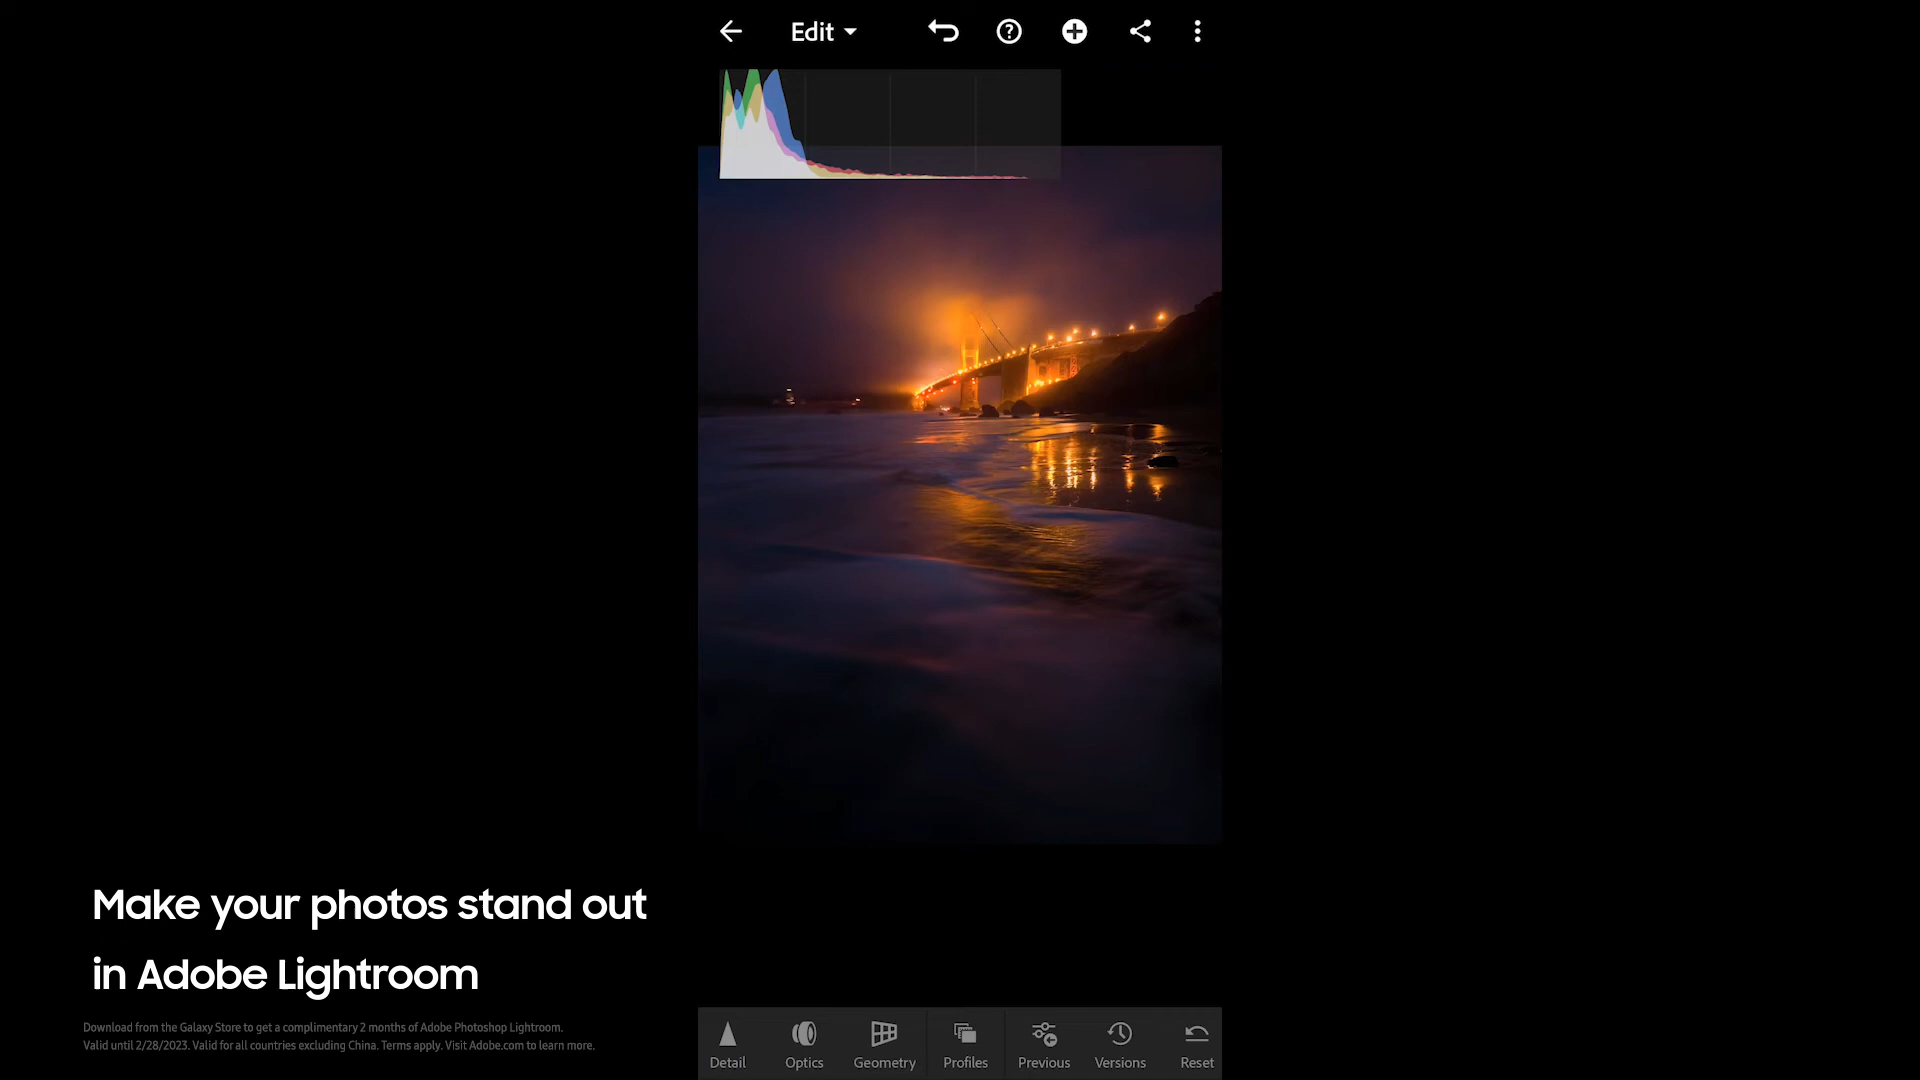 Edit
Make your photos stand out
in Adobe Lightroom
Download from the Galaxy Store to get a complimentary 2 months of Adobe Photoshop Lightroom.
Valid until 2/28/2023. Valid for all countries excluding China. Terms apply. Visit Adobe.com to learn more.
Detail Optics Geometry Profiles Previous Versions Reset